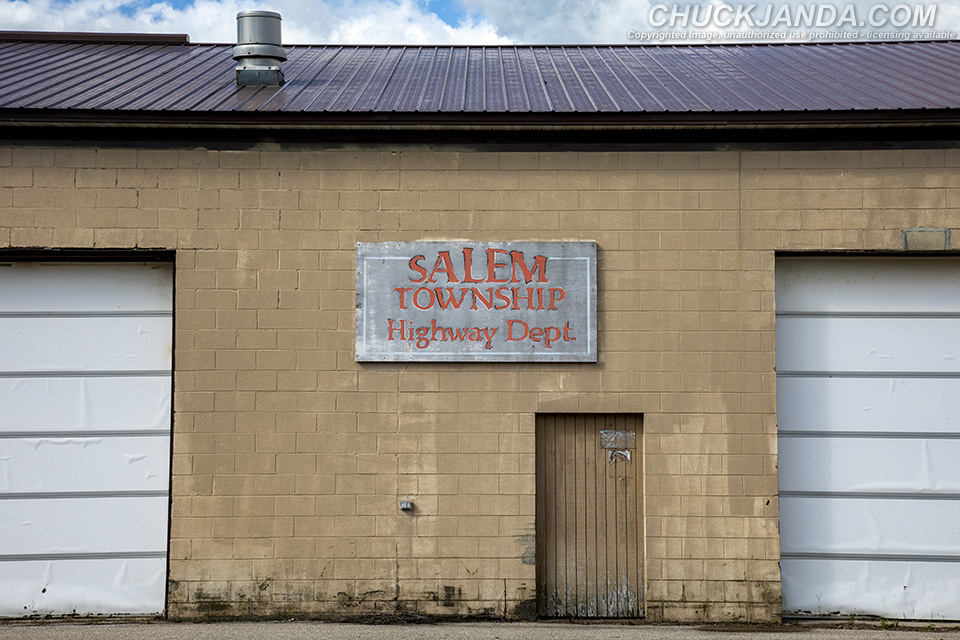 CHUCKJANDA.COM
Copyrighted Image, unauthorized use prohibited - licensing available
SALEM
TOWNSHIP
Highway Dept.